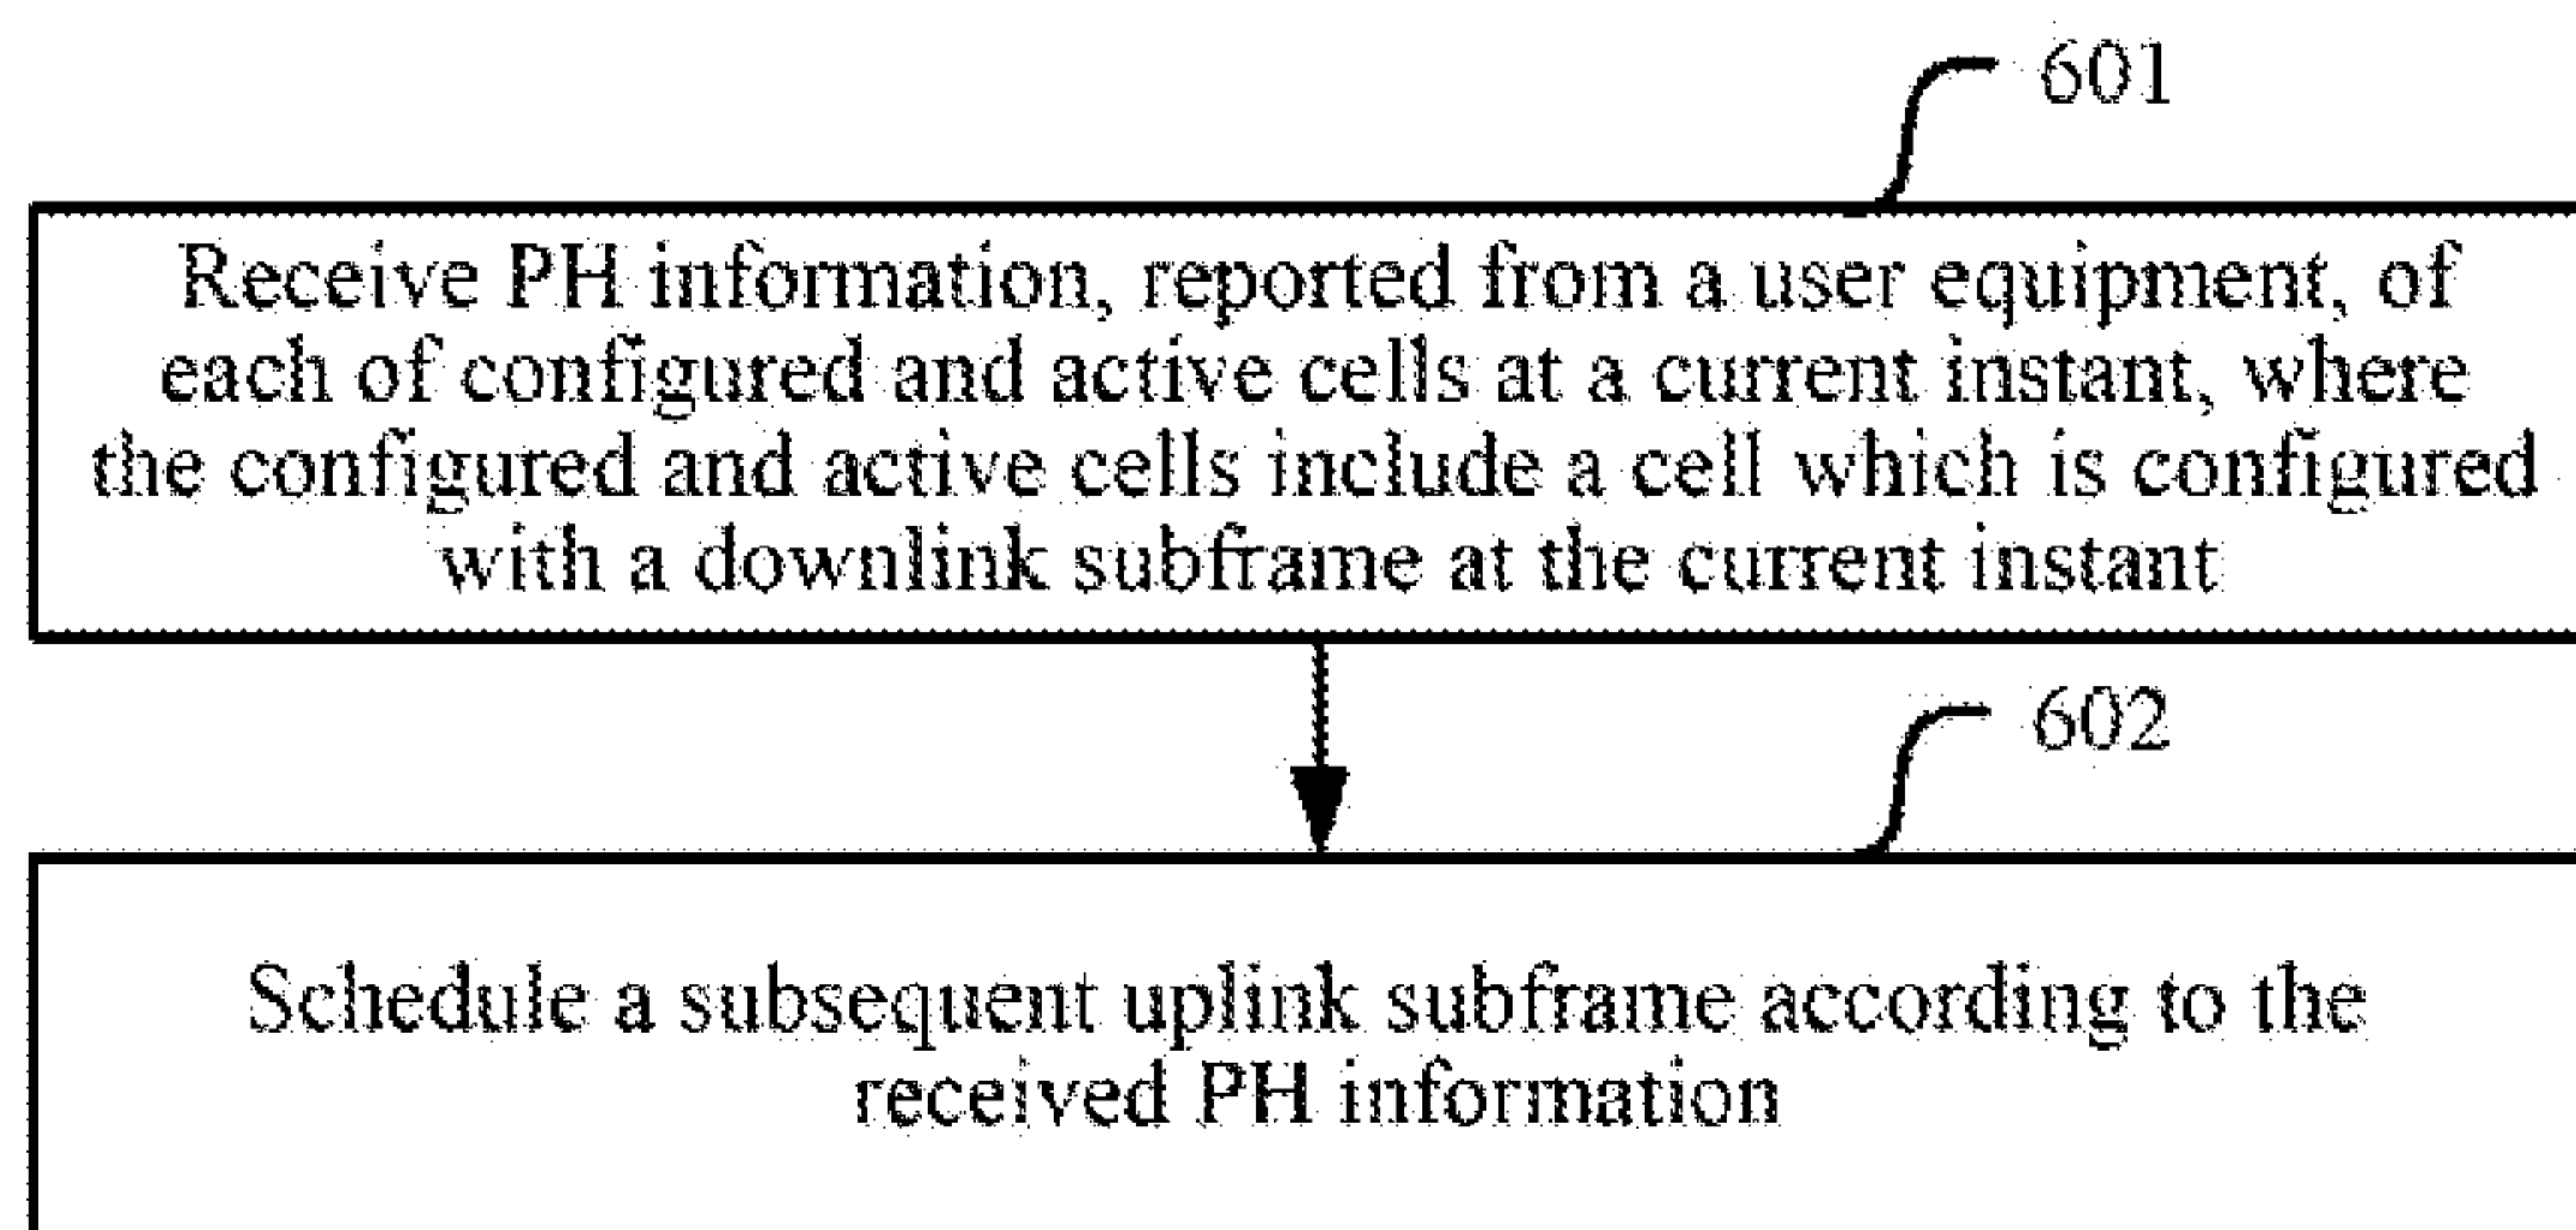 601
Receive PH information, reported from a user equipment, of
each of configured and active cells at a current instant, where
the configured and active cells include a cell which is configured
with a downlink subframe at the current instant
602
Schedule a subsequent uplink subframe according to the
received PH information